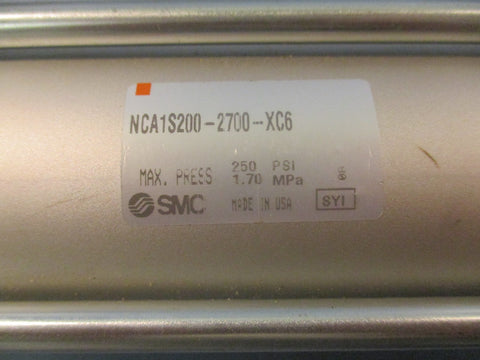 NCA1S200-2700-XC6
MAX. PRESS 250 PSI
1.70 MPa
SMC MADE IN USA SYI